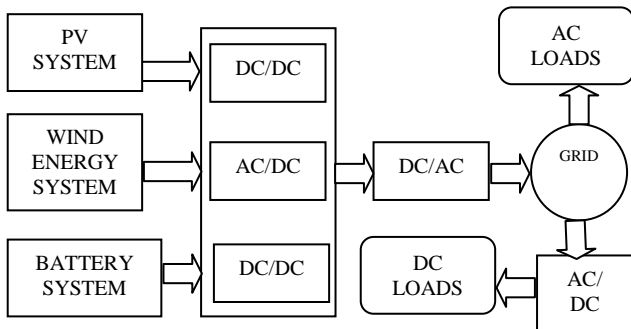 PV
SYSTEM
DC/DC
AC
LOADS
WIND
ENERGY
SYSTEM
AC/DC
DC/AC
GRID
BATTERY
SYSTEM
DC/DC
DC
LOADS
AC/
DC